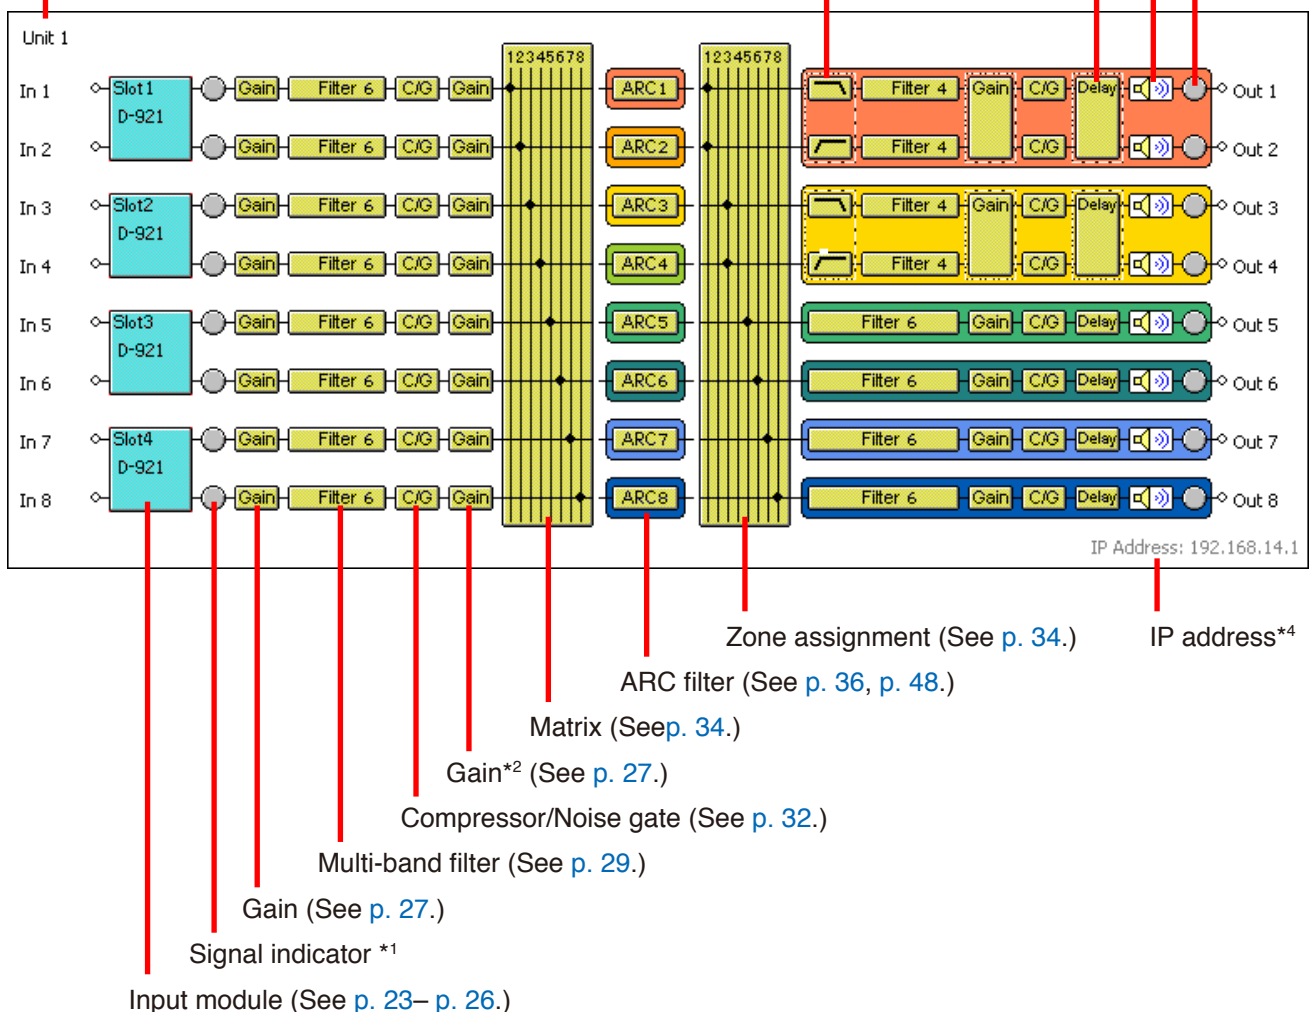 Unit 1
12345678 12345678
In 1 Slot1 Gain Filter 6 C/G Gain ARC1 Filter 4 Gain C/G Delay Out 1
D-921
In 2 Gain Filter 6 C/G Gain ARC2 Filter 4 C/G Out 2
In 3 Slot2 Gain Filter 6 C/G Gain ARC3 Filter 4 Gain C/G Delay Out 3
D-921
In 4 Gain Filter 6 C/G Gain ARC4 Filter 4 C/G Out 4
In 5 Slot3 Gain Filter 6 C/G Gain ARC5 Filter 6 Gain C/G Delay Out 5
D-921
In 6 Gain Filter 6 C/G Gain ARC6 Filter 6 Gain C/G Delay Out 6
In 7 Slot4 Gain Filter 6 C/G Gain ARC7 Filter 6 Gain C/G Delay Out 7
D-921
In 8 Gain Filter 6 C/G Gain ARC8 Filter 6 Gain C/G Delay Out 8
IP Address: 192.168.14.1
Zone assignment (See p. 34.) IP address*4
ARC filter (See p. 36, p. 48.)
Matrix (Seep. 34.)
Gain*2 (See p. 27.)
Compressor/Noise gate (See p. 32.)
Multi-band filter (See p. 29.)
Gain (See p. 27.)
Signal indicator *1
Input module (See p. 23– p. 26.)